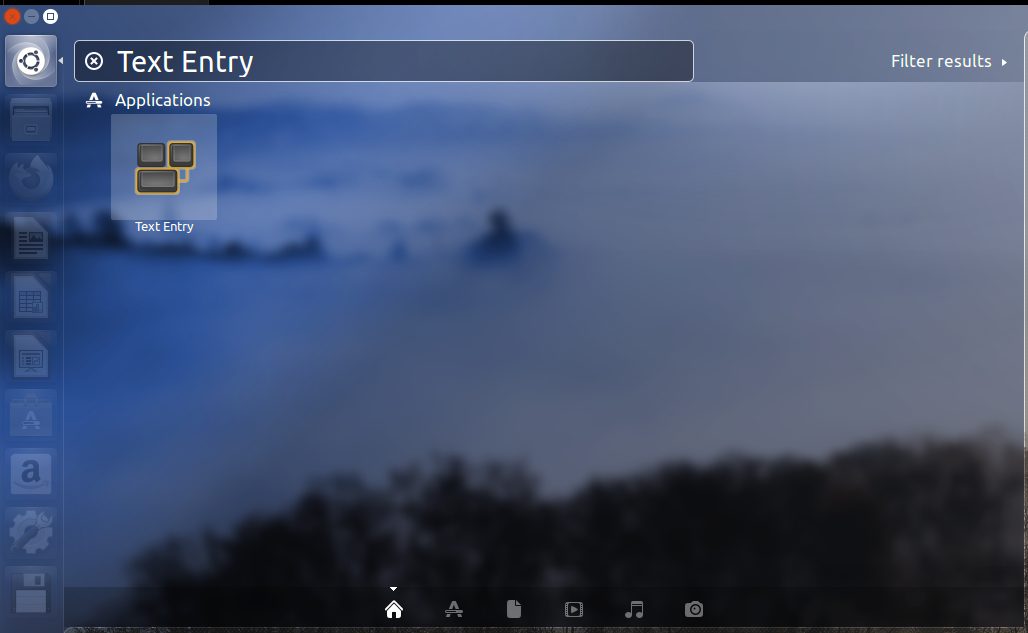 Text Entry
Filter results
Applications
Text Entry
a